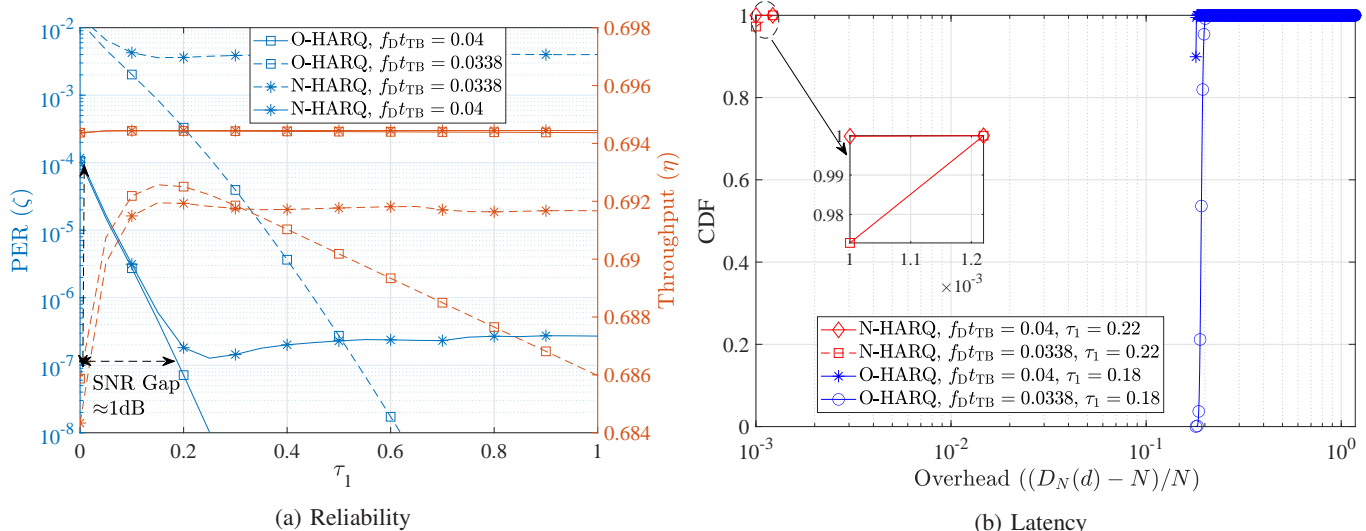 10^{-2}
10^{-3}
10^{-4}
10^{-5}
10^{-6}
10^{-7}
10^{-8}
PER (ζ)
O-HARQ, f_D t_TB = 0.04
O-HARQ, f_D t_TB = 0.0338
N-HARQ, f_D t_TB = 0.0338
N-HARQ, f_D t_TB = 0.04
SNR Gap
≈1dB
0.698
0.696
0.694
0.692
0.69
0.688
0.686
0.684
Throughput (η)
0 0.2 0.4 0.6 0.8 1
τ_1
(a) Reliability
1
0.8
0.6
0.4
0.2
0
CDF
1
0.99
0.98
1 1.1 1.2
×10^{-3}
N-HARQ, f_D t_TB = 0.04, τ_1 = 0.22
N-HARQ, f_D t_TB = 0.0338, τ_1 = 0.22
O-HARQ, f_D t_TB = 0.04, τ_1 = 0.18
O-HARQ, f_D t_TB = 0.0338, τ_1 = 0.18
10^{-3} 10^{-2} 10^{-1} 10^0
Overhead ((D_N(d) − N)/N)
(b) Latency